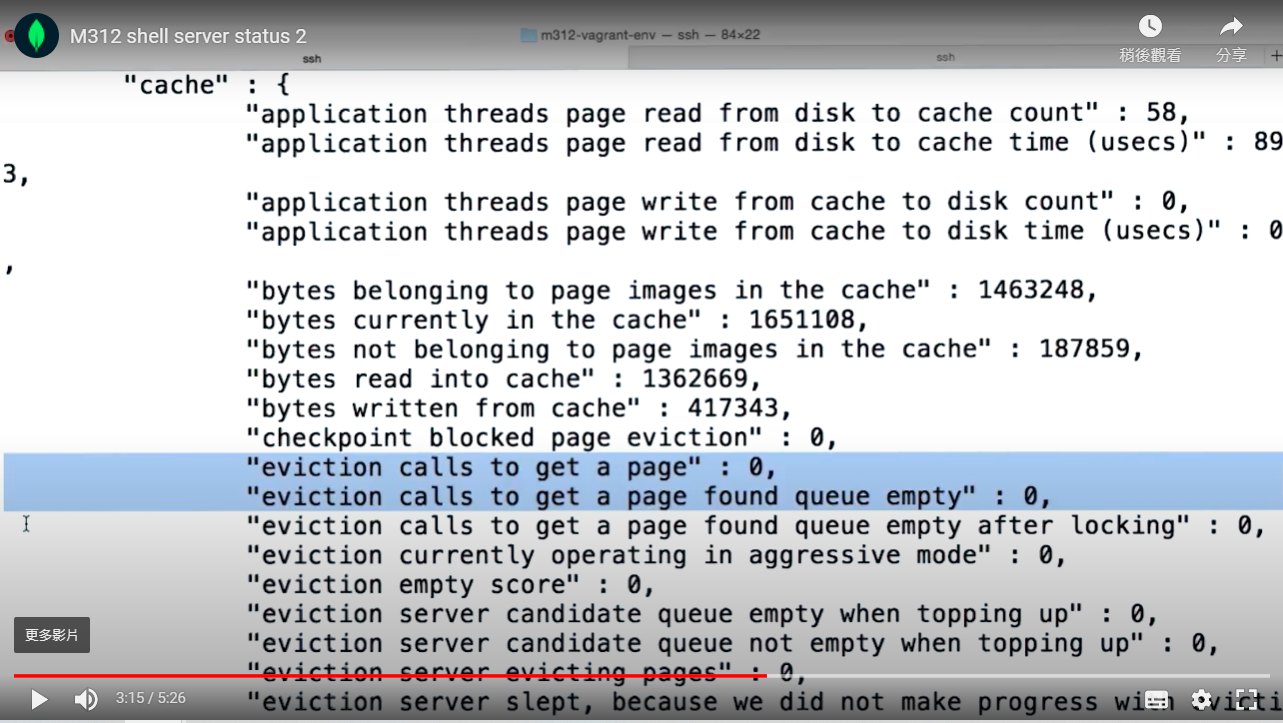 M312 shell server status 2
m312-vagrant-env — ssh — 84×22
稍後觀看
分享
ssh
ssh
+
"cache" : {
"application threads page read from disk to cache count" : 58,
"application threads page read from disk to cache time (usecs)" : 89
3,
"application threads page write from cache to disk count" : 0,
"application threads page write from cache to disk time (usecs)" : 0
,
"bytes belonging to page images in the cache" : 1463248,
"bytes currently in the cache" : 1651108,
"bytes not belonging to page images in the cache" : 187859,
"bytes read into cache" : 1362669,
"bytes written from cache" : 417343,
"checkpoint blocked page eviction" : 0,
"eviction calls to get a page" : 0,
"eviction calls to get a page found queue empty" : 0,
"eviction calls to get a page found queue empty after locking" : 0,
"eviction currently operating in aggressive mode" : 0,
"eviction empty score" : 0,
"eviction server candidate queue empty when topping up" : 0,
"eviction server candidate queue not empty when topping up" : 0,
更多影片
"eviction server evicting pages" : 0,
"eviction server slept, because we did not make progress with evicti
3:15 / 5:26